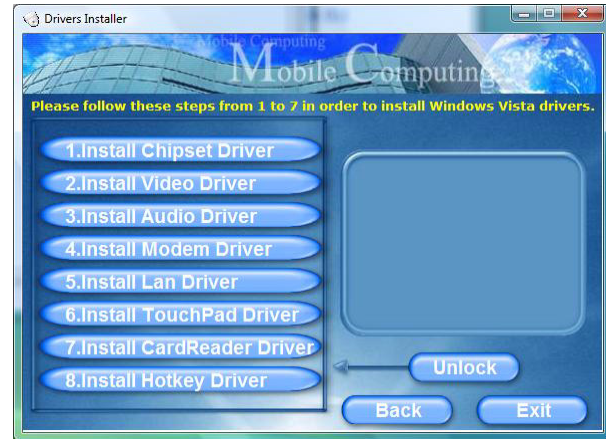 Drivers Installer
Mobile Computing
Mobile Computing
Please follow these steps from 1 to 7 in order to install Windows Vista drivers.
1.Install Chipset Driver
2.Install Video Driver
3.Install Audio Driver
4.Install Modem Driver
5.Install Lan Driver
6.Install TouchPad Driver
7.Install CardReader Driver
8.Install Hotkey Driver
Unlock
Back
Exit